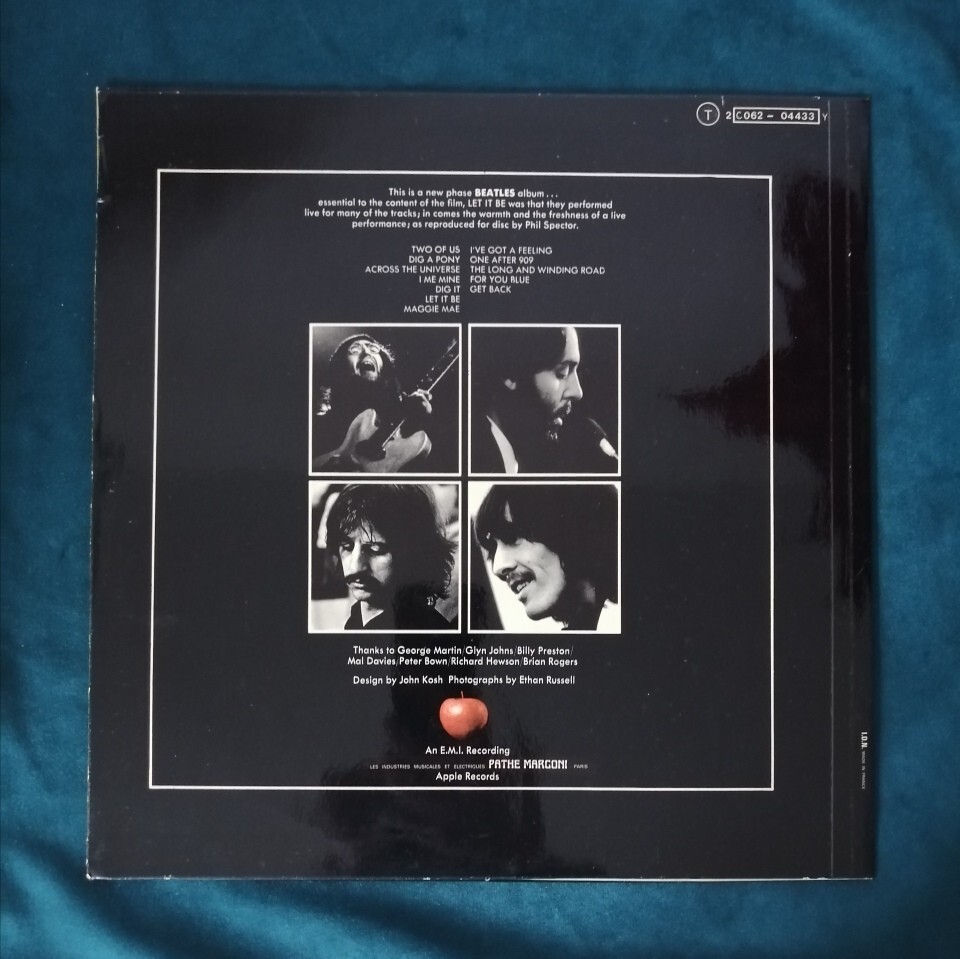 T 2 C062 - 04433 Y
This is a new phase BEATLES album . . .
essential to the content of the film, LET IT BE was that they performed
live for many of the tracks; in comes the warmth and the freshness of a live
performance; as reproduced for disc by Phil Spector.
TWO OF US I'VE GOT A FEELING
DIG A PONY ONE AFTER 909
ACROSS THE UNIVERSE THE LONG AND WINDING ROAD
I ME MINE FOR YOU BLUE
DIG IT GET BACK
LET IT BE
MAGGIE MAE
Thanks to George Martin/Glyn Johns/Billy Preston/
Mal Davies/Peter Bown/Richard Hewson/Brian Rogers
Design by John Kosh Photographs by Ethan Russell
An E.M.I. Recording
LES INDUSTRIES MUSICALES ET ELECTRIQUES PATHE MARCONI PARIS
Apple Records
I.D.N. MADE IN FRANCE